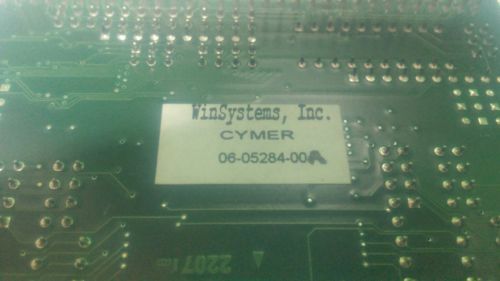 WinSystems, Inc.
CYMER
06-05284-00A
2207